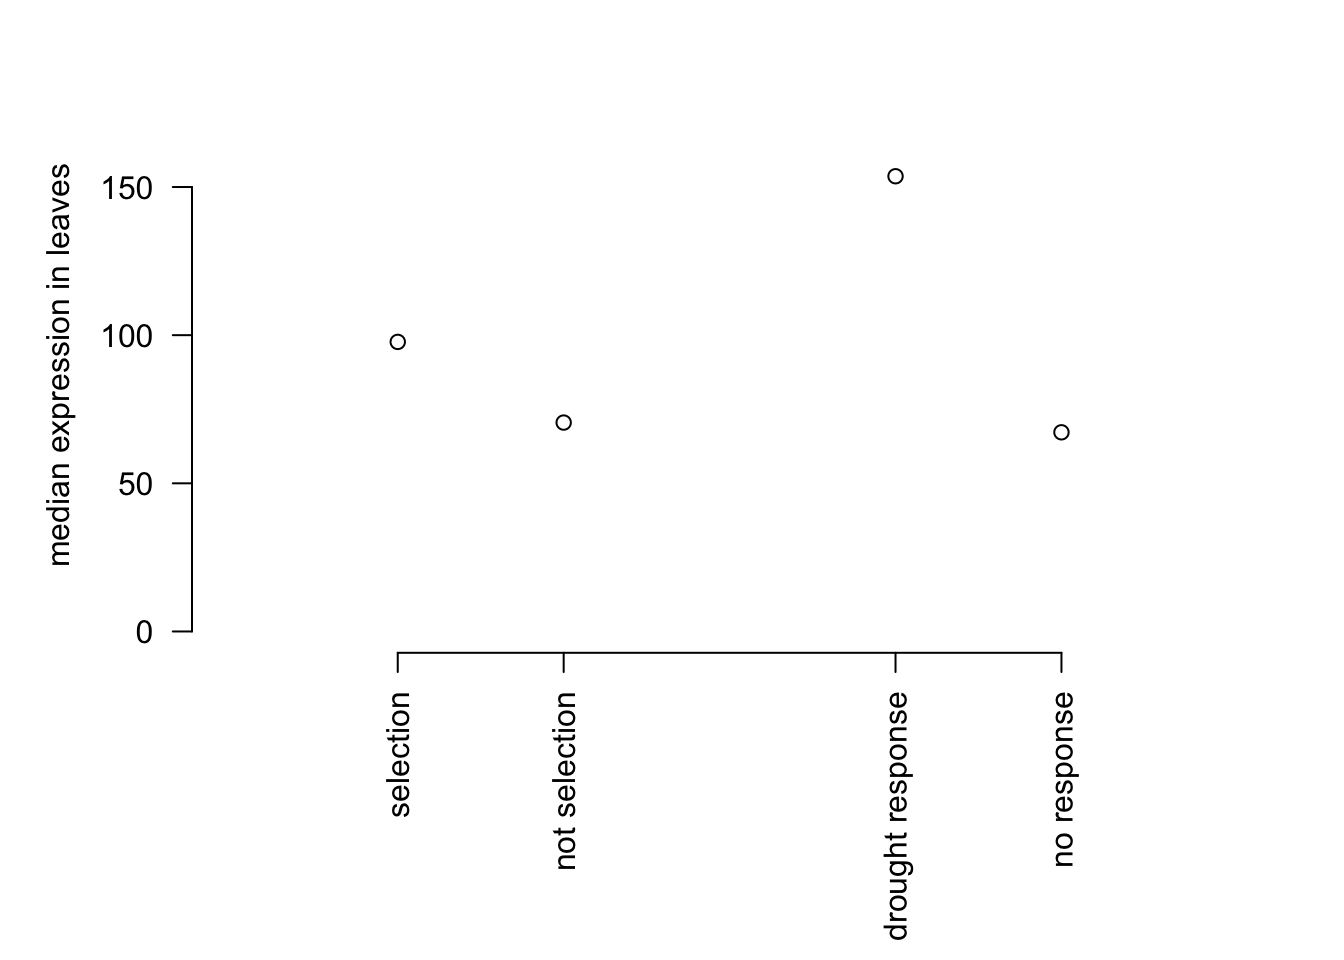 median expression in leaves
150
100
50
0
selection
not selection
drought response
no response